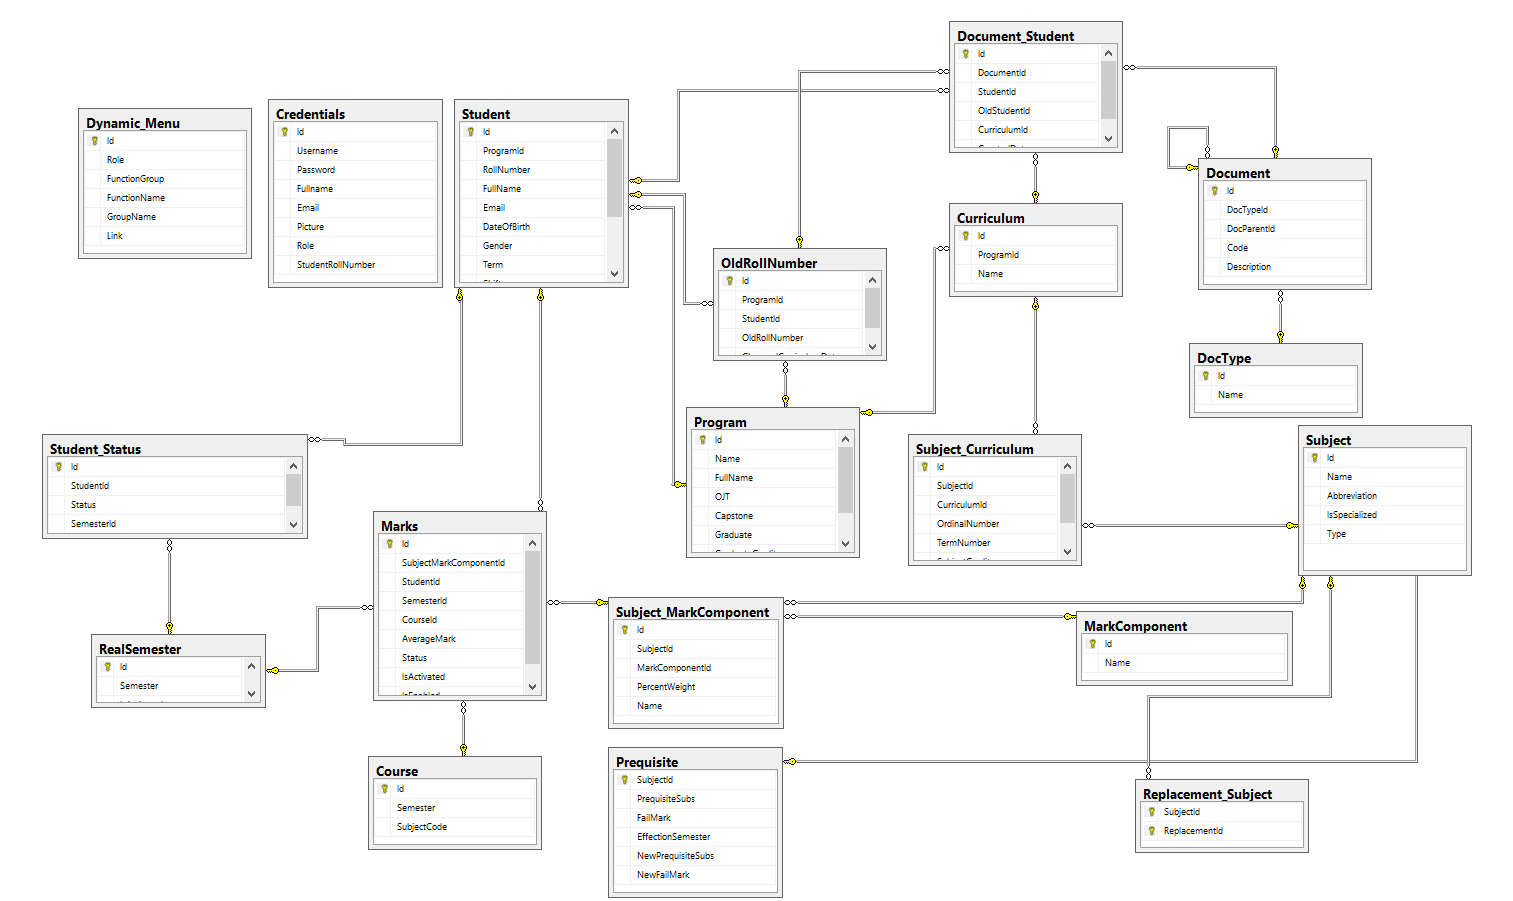 Document_Student
Id
DocumentId
StudentId
OldStudentId
CurriculumId
Dynamic_Menu
Id
Role
FunctionGroup
FunctionName
GroupName
Link
Credentials
Id
Username
Password
Fullname
Email
Picture
Role
StudentRollNumber
Student
Id
ProgramId
RollNumber
FullName
Email
DateOfBirth
Gender
Term
Document
Id
DocTypeId
DocParentId
Code
Description
Curriculum
Id
ProgramId
Name
OldRollNumber
Id
ProgramId
StudentId
OldRollNumber
DocType
Id
Name
Program
Id
Name
FullName
OJT
Capstone
Graduate
Student_Status
Id
StudentId
Status
SemesterId
Subject_Curriculum
Id
SubjectId
CurriculumId
OrdinalNumber
TermNumber
Subject
Id
Name
Abbreviation
IsSpecialized
Type
Marks
Id
SubjectMarkComponentId
StudentId
SemesterId
CourseId
AverageMark
Status
IsActivated
Subject_MarkComponent
Id
SubjectId
MarkComponentId
PercentWeight
Name
MarkComponent
Id
Name
RealSemester
Id
Semester
Course
Id
Semester
SubjectCode
Prequisite
SubjectId
PrequisiteSubs
FailMark
EffectionSemester
NewPrequisiteSubs
NewFailMark
Replacement_Subject
SubjectId
ReplacementId